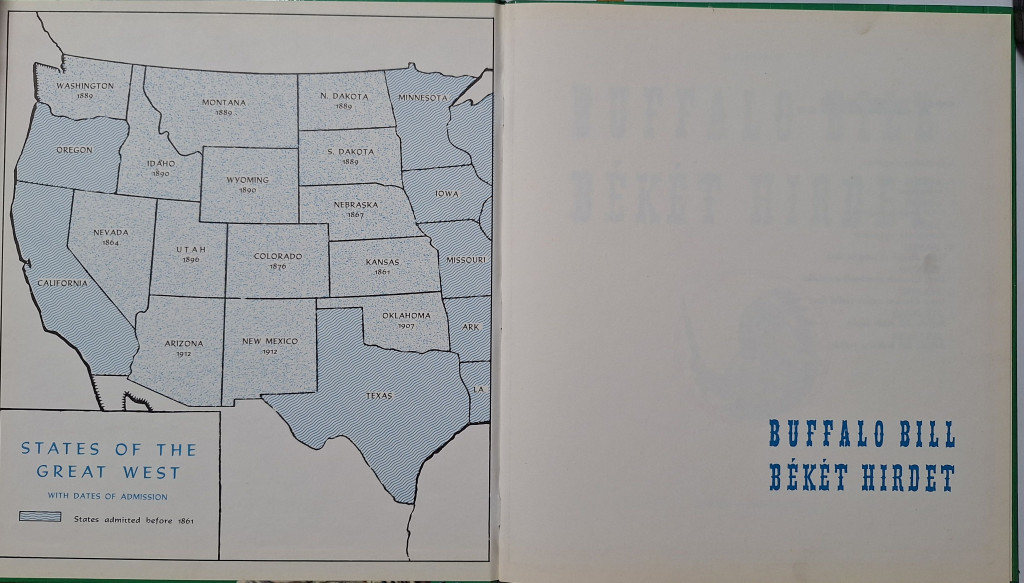 WASHINGTON
1889
MONTANA
1889
N. DAKOTA
1889
MINNESOTA
OREGON
IDAHO
1890
S. DAKOTA
1889
WYOMING
1890
IOWA
NEBRASKA
1867
NEVADA
1864
UTAH
1896
COLORADO
1876
KANSAS
1861
MISSOURI
CALIFORNIA
OKLAHOMA
1907
ARK
ARIZONA
1912
NEW MEXICO
1912
TEXAS
LA
STATES OF THE
GREAT WEST
WITH DATES OF ADMISSION
States admitted before 1861
BUFFALO BILL
BÉKÉT HIRDET